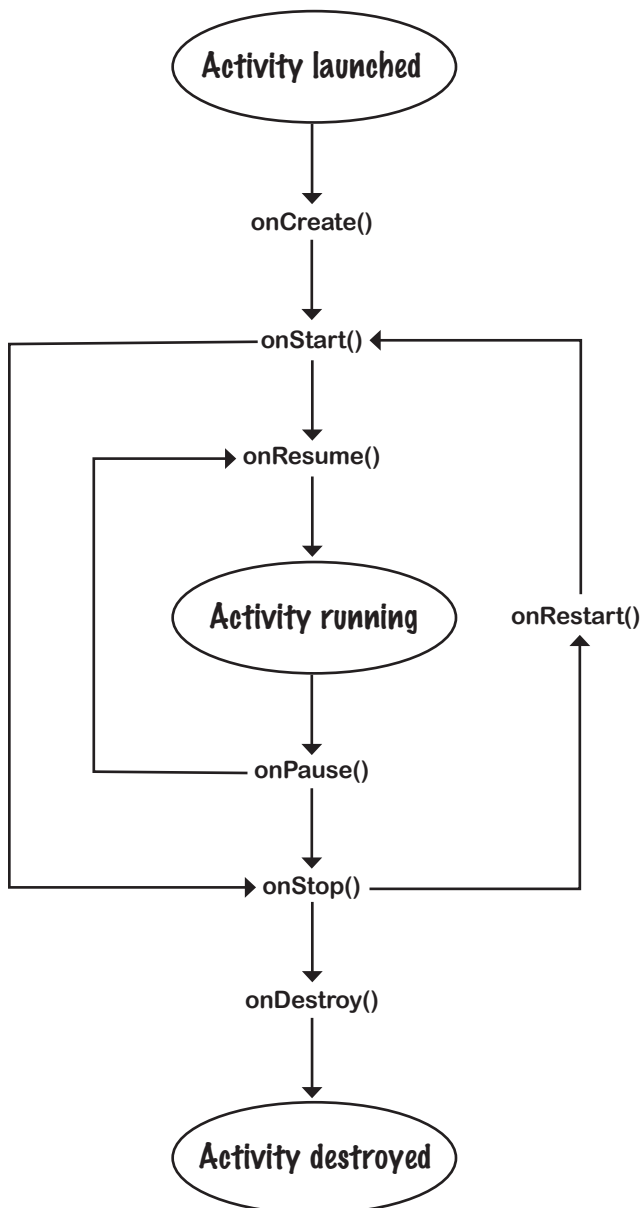 Activity launched
onCreate()
onStart()
onResume()
Activity running
onRestart()
onPause()
onStop()
onDestroy()
Activity destroyed